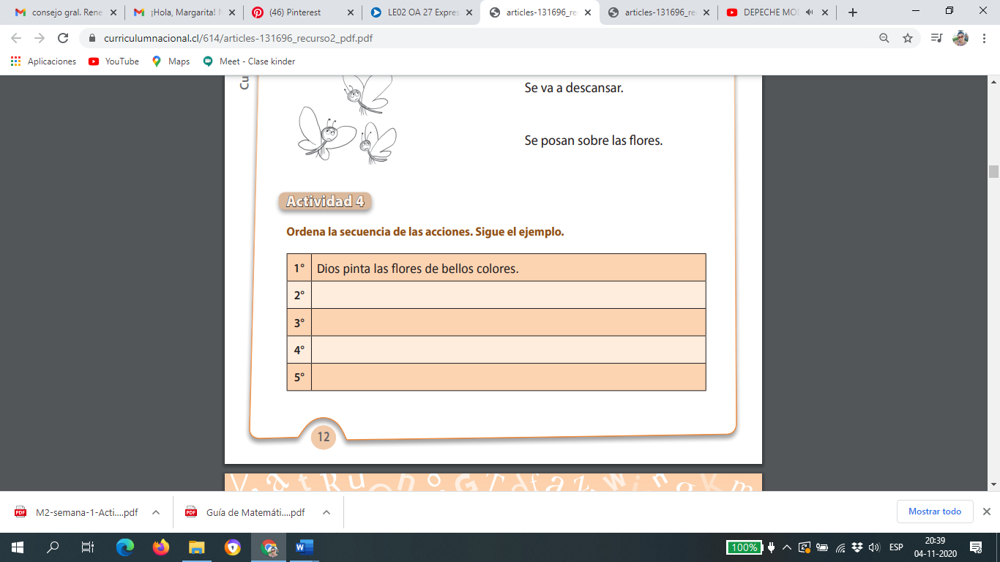 consejo gral. Rene
¡Hola, Margarita! N
(46) Pinterest
LE02 OA 27 Expres
articles-131696_re
articles-131696_re
DEPECHE MOD
curriculumnacional.cl/614/articles-131696_recurso2_pdf.pdf
Aplicaciones
YouTube
Maps
Meet - Clase kinder
Cu
Se va a descansar.
Se posan sobre las flores.
Actividad 4
Ordena la secuencia de las acciones. Sigue el ejemplo.
1° Dios pinta las flores de bellos colores.
2°
3°
4°
5°
12
M2-semana-1-Acti....pdf
Guía de Matemáti....pdf
Mostrar todo
100%
ESP
20:39
04-11-2020